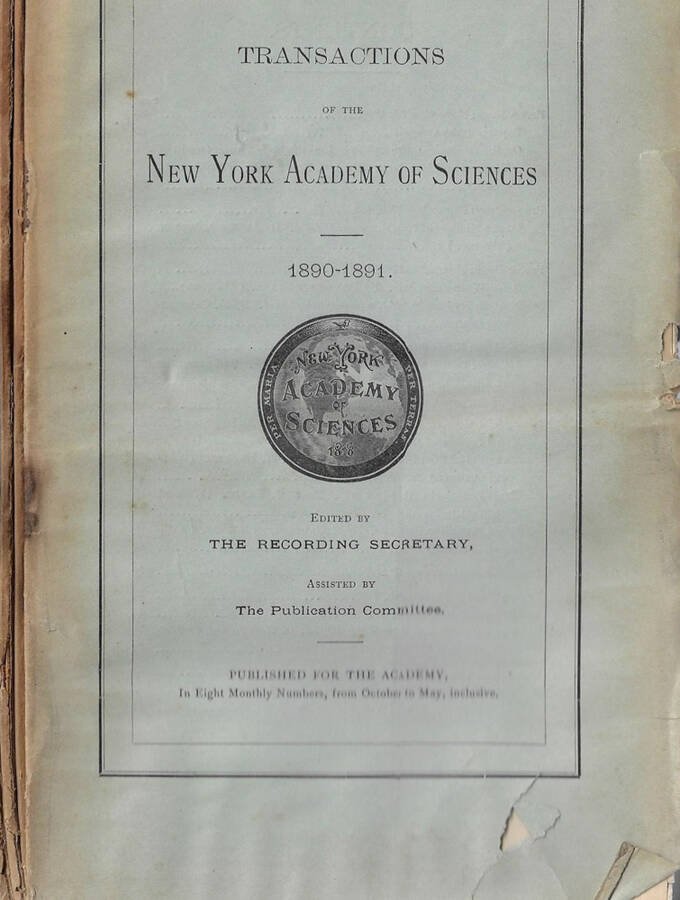 TRANSACTIONS
OF THE
NEW YORK ACADEMY OF SCIENCES
1890-1891.
PER MARIA
PER TERRAS
NEW YORK
ACADEMY
OF
SCIENCES
1818
EDITED BY
THE RECORDING SECRETARY,
ASSISTED BY
The Publication Committee.
PUBLISHED FOR THE ACADEMY,
In Eight Monthly Numbers, from October to May, inclusive.